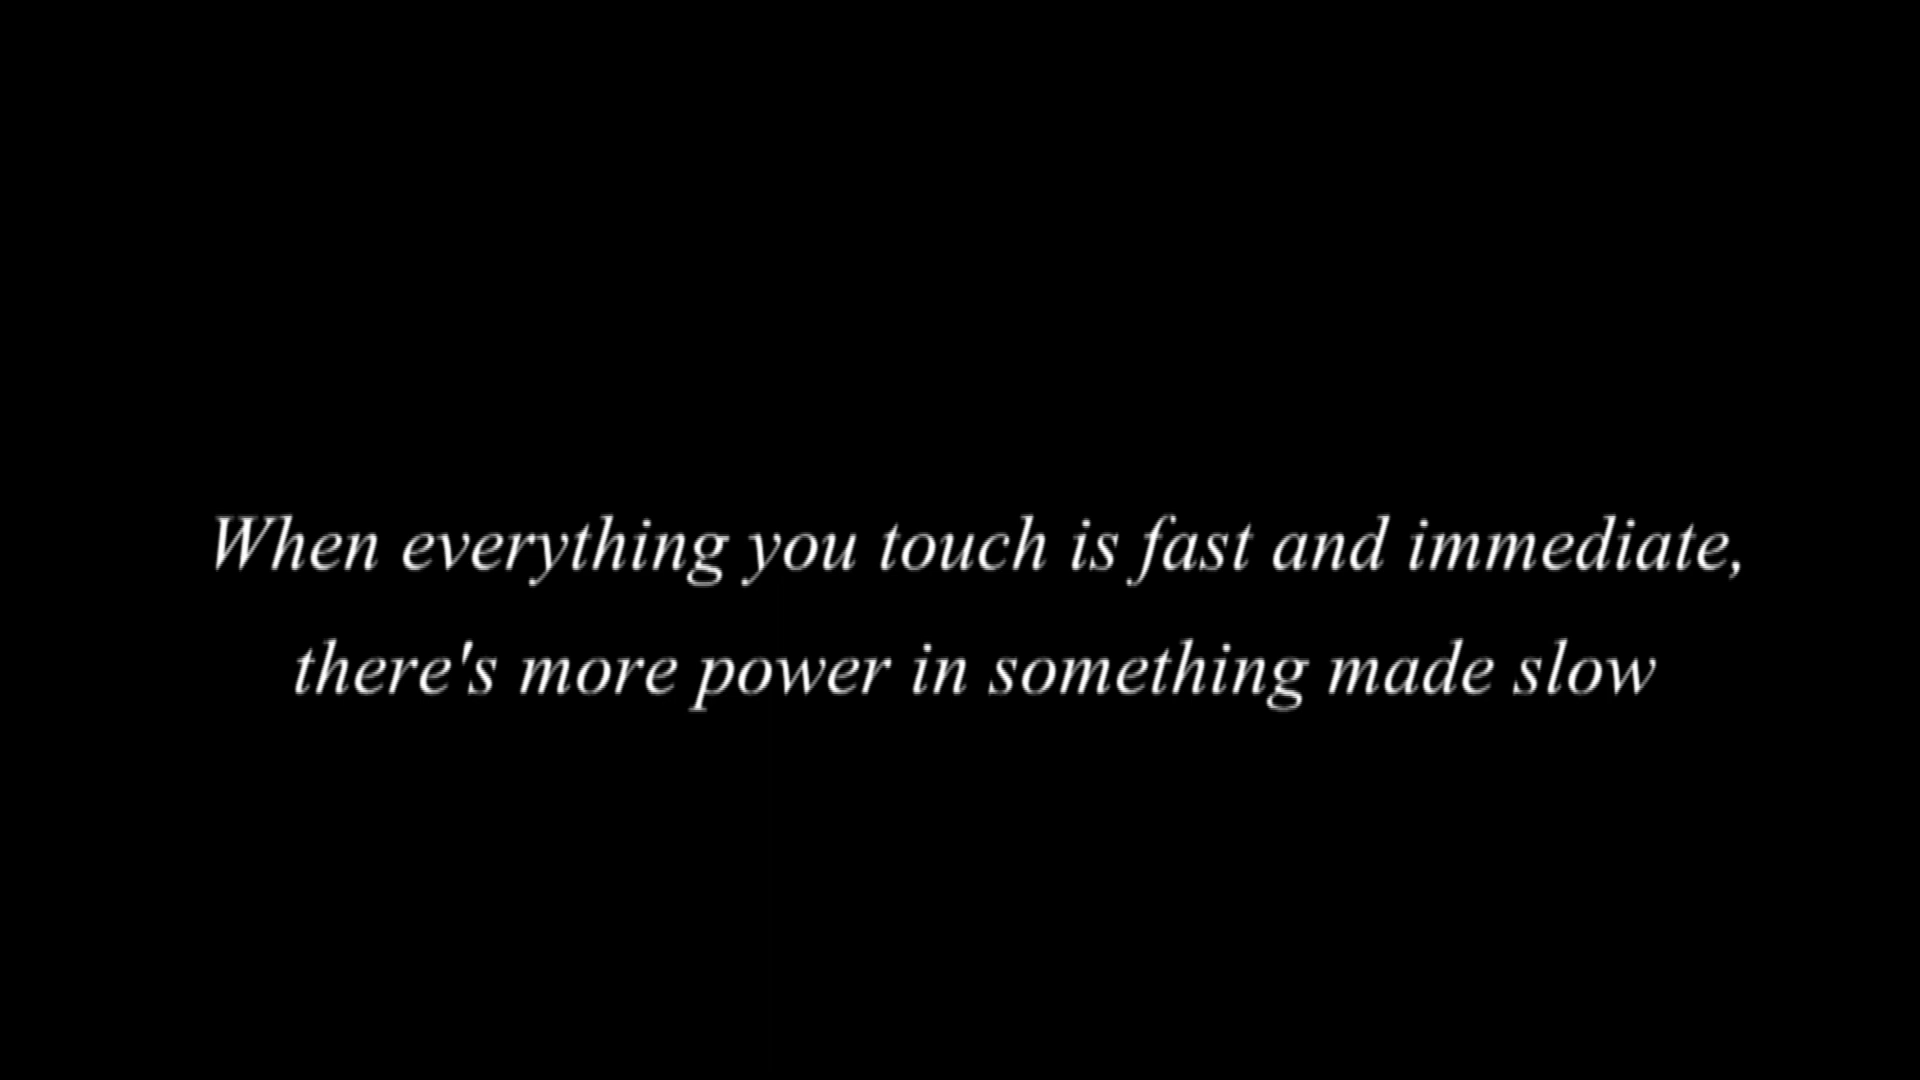 When everything you touch is fast and immediate,
there's more power in something made slow